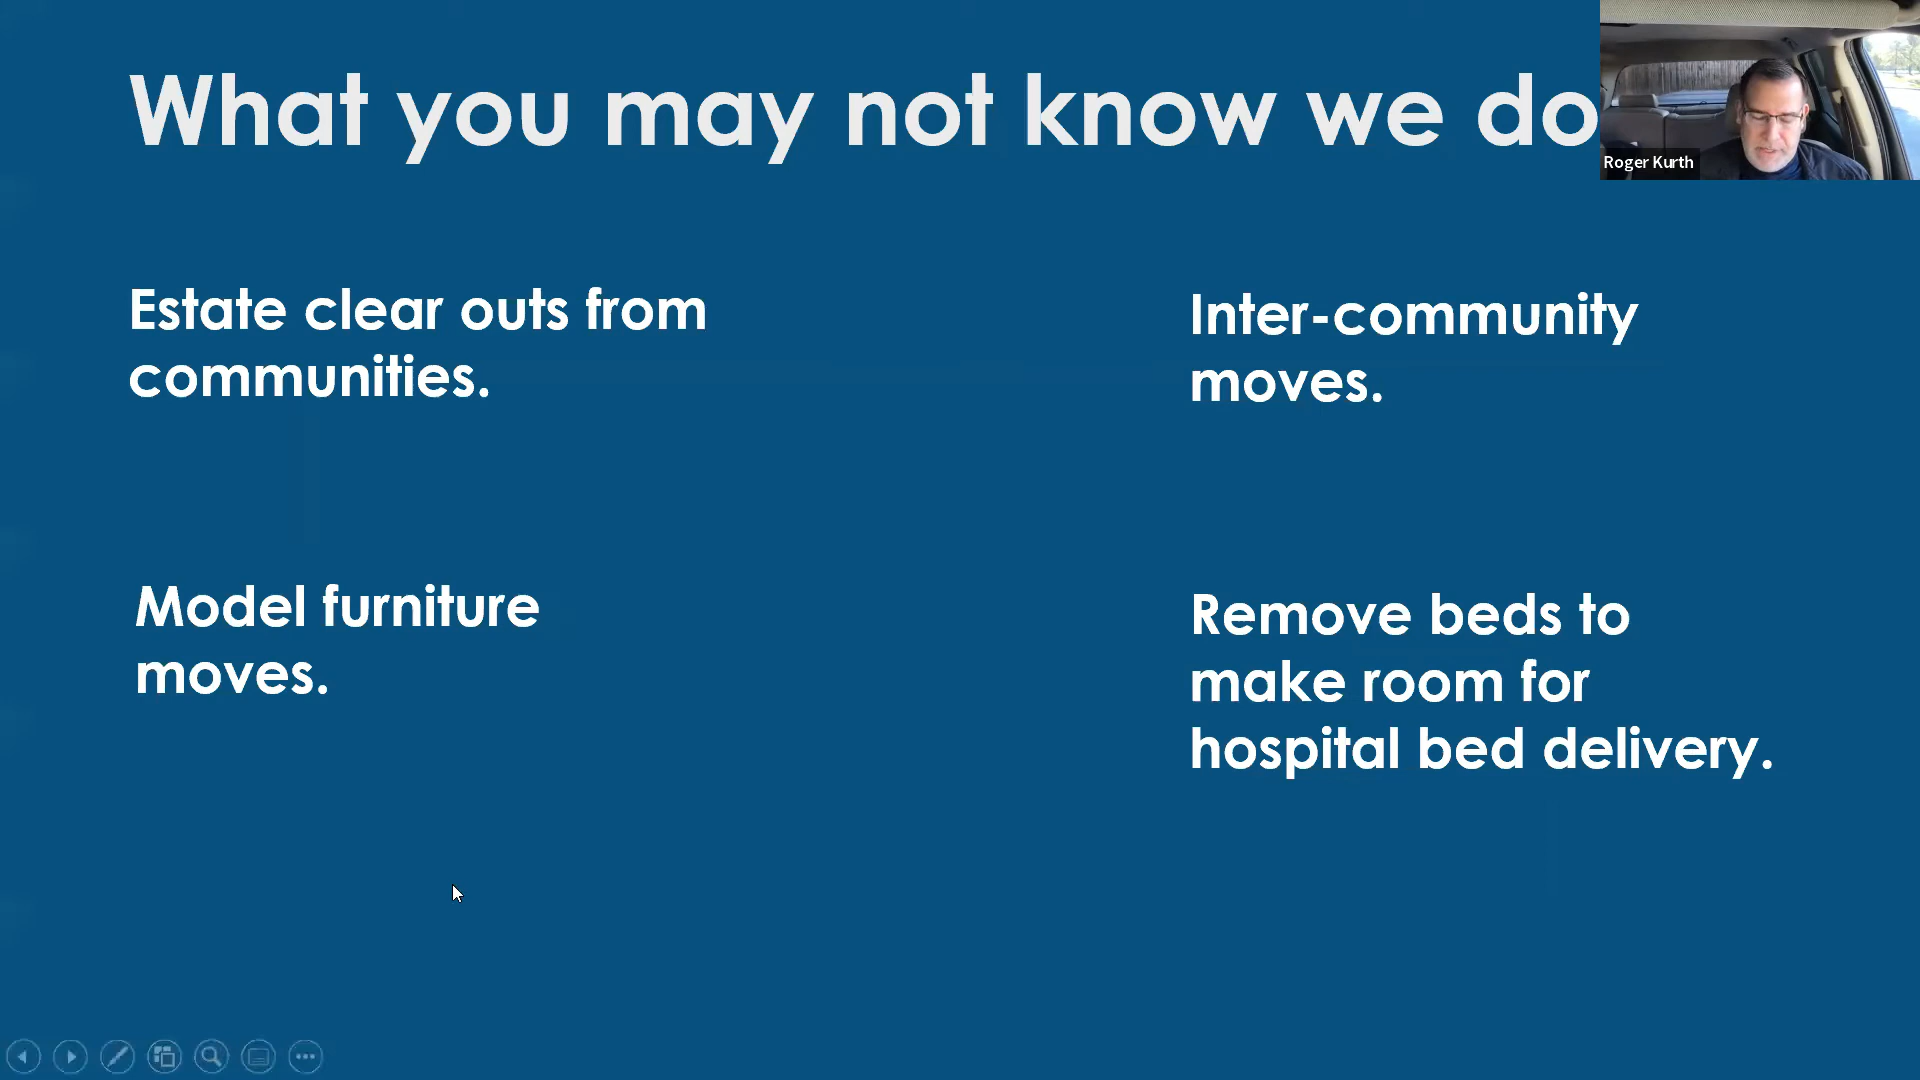 What you may not know we do
Roger Kurth
Estate clear outs from
communities.
Inter-community
moves.
Model furniture
moves.
Remove beds to
make room for
hospital bed delivery.